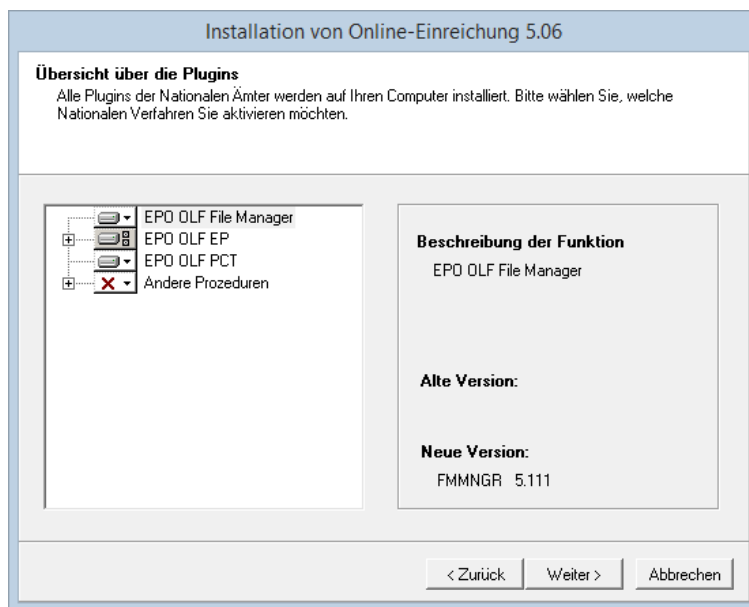 Installation von Online-Einreichung 5.06
Übersicht über die Plugins
Alle Plugins der Nationalen Ämter werden auf Ihren Computer installiert. Bitte wählen Sie, welche
Nationalen Verfahren Sie aktivieren möchten.
EPO OLF File Manager
EPO OLF EP
EPO OLF PCT
Andere Prozeduren
Beschreibung der Funktion
EPO OLF File Manager
Alte Version:
Neue Version:
FMMNGR 5.111
< Zurück
Weiter >
Abbrechen